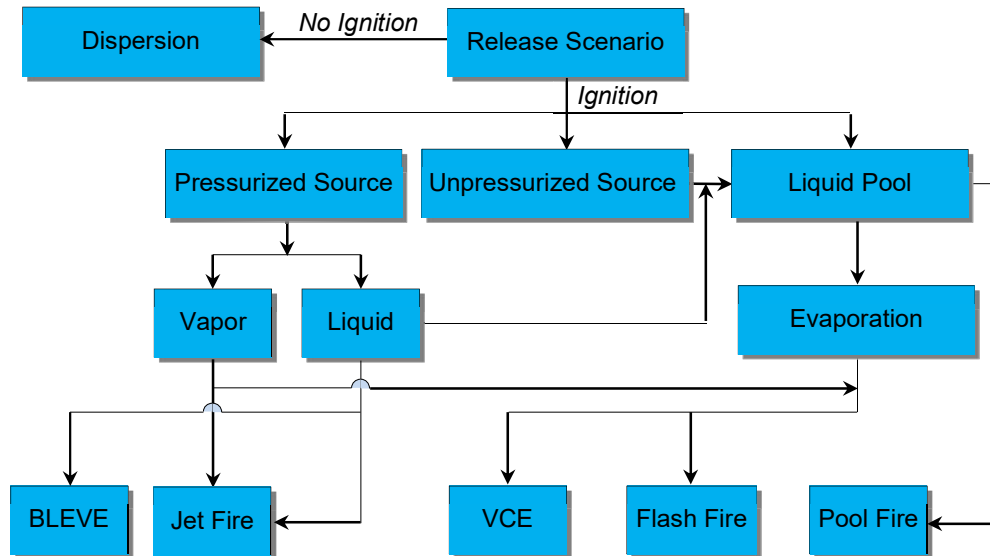 Dispersion
No Ignition
Release Scenario
Ignition
Pressurized Source
Unpressurized Source
Liquid Pool
Vapor
Liquid
Evaporation
BLEVE
Jet Fire
VCE
Flash Fire
Pool Fire